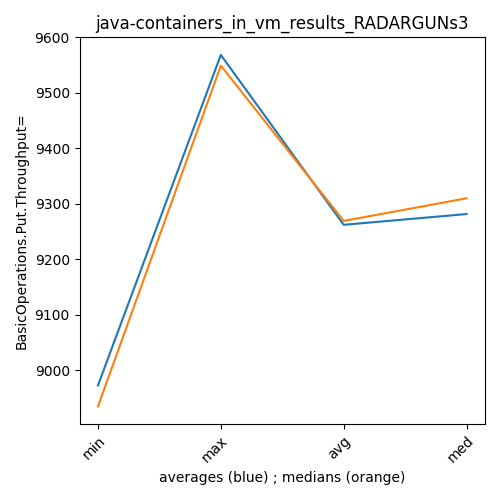 java-containers_in_vm_results_RADARGUNs3
BasicOperations.Put.Throughput=
9600
9500
9400
9300
9200
9100
9000
min
max
avg
med
averages (blue) ; medians (orange)